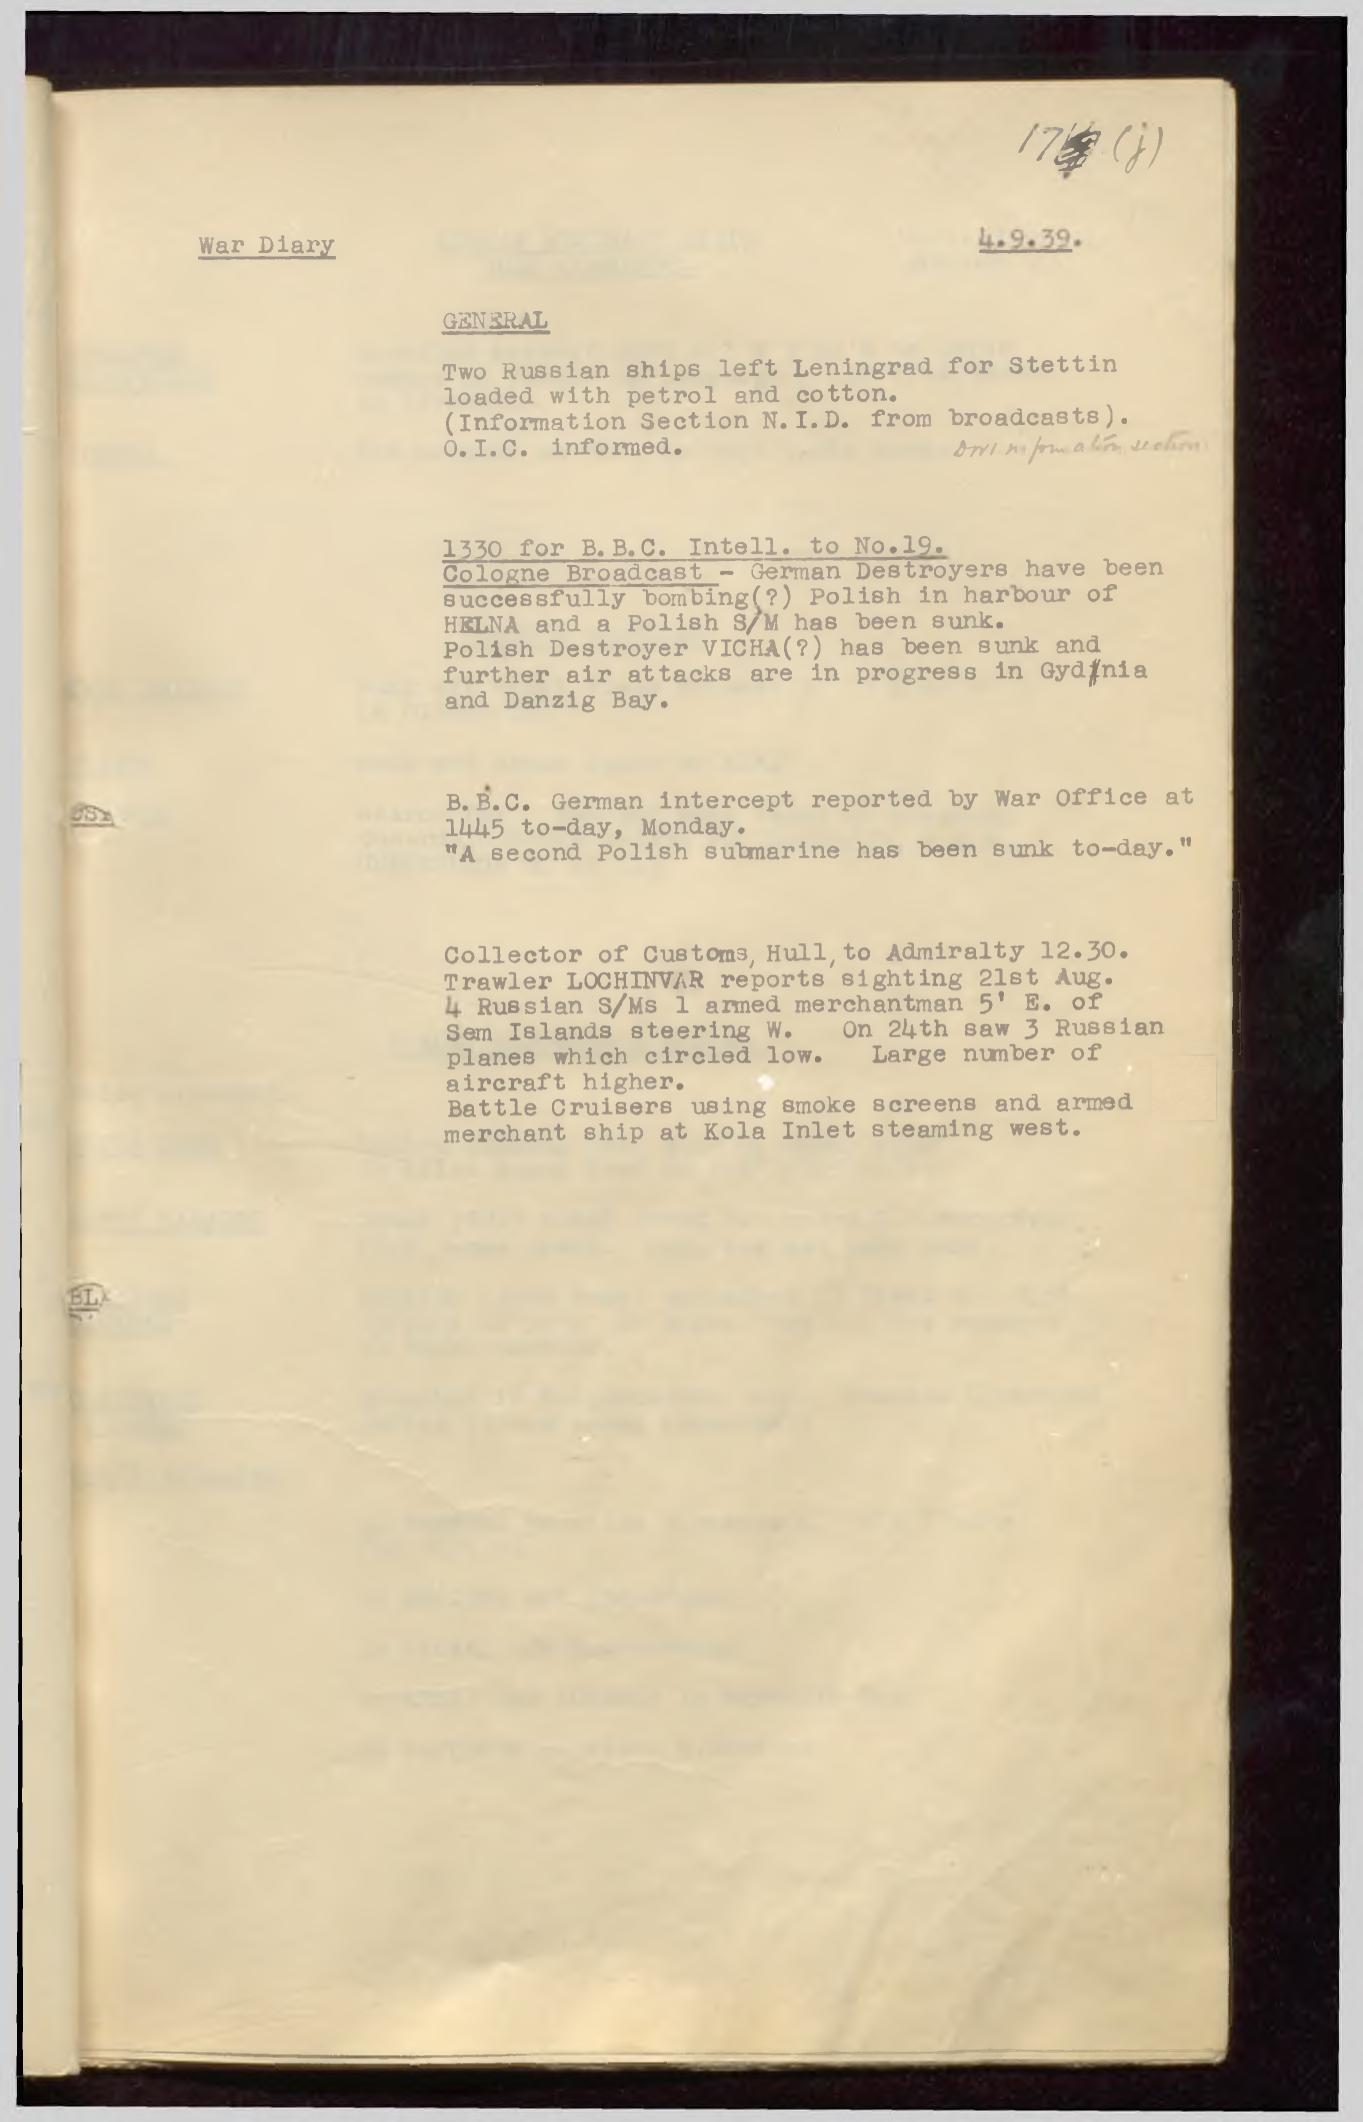 17 (j)
War Diary
4.9.39.
GENERAL
Two Russian ships left Leningrad for Stettin
loaded with petrol and cotton.
(Information Section N.I.D. from broadcasts).
O.I.C. informed.
information section
1330 for B.B.C. Intell. to No.19.
Cologne Broadcast - German Destroyers have been
successfully bombing(?) Polish in harbour of
HELNA and a Polish S/M has been sunk.
Polish Destroyer VICHA(?) has been sunk and
further air attacks are in progress in Gydinia
and Danzig Bay.
B.B.C. German intercept reported by War Office at
1445 to-day, Monday.
"A second Polish submarine has been sunk to-day."
Collector of Customs, Hull, to Admiralty 12.30.
Trawler LOCHINVAR reports sighting 21st Aug.
4 Russian S/Ms 1 armed merchantman 5' E. of
Sem Islands steering W. On 24th saw 3 Russian
planes which circled low. Large number of
aircraft higher.
Battle Cruisers using smoke screens and armed
merchant ship at Kola Inlet steaming west.
BL